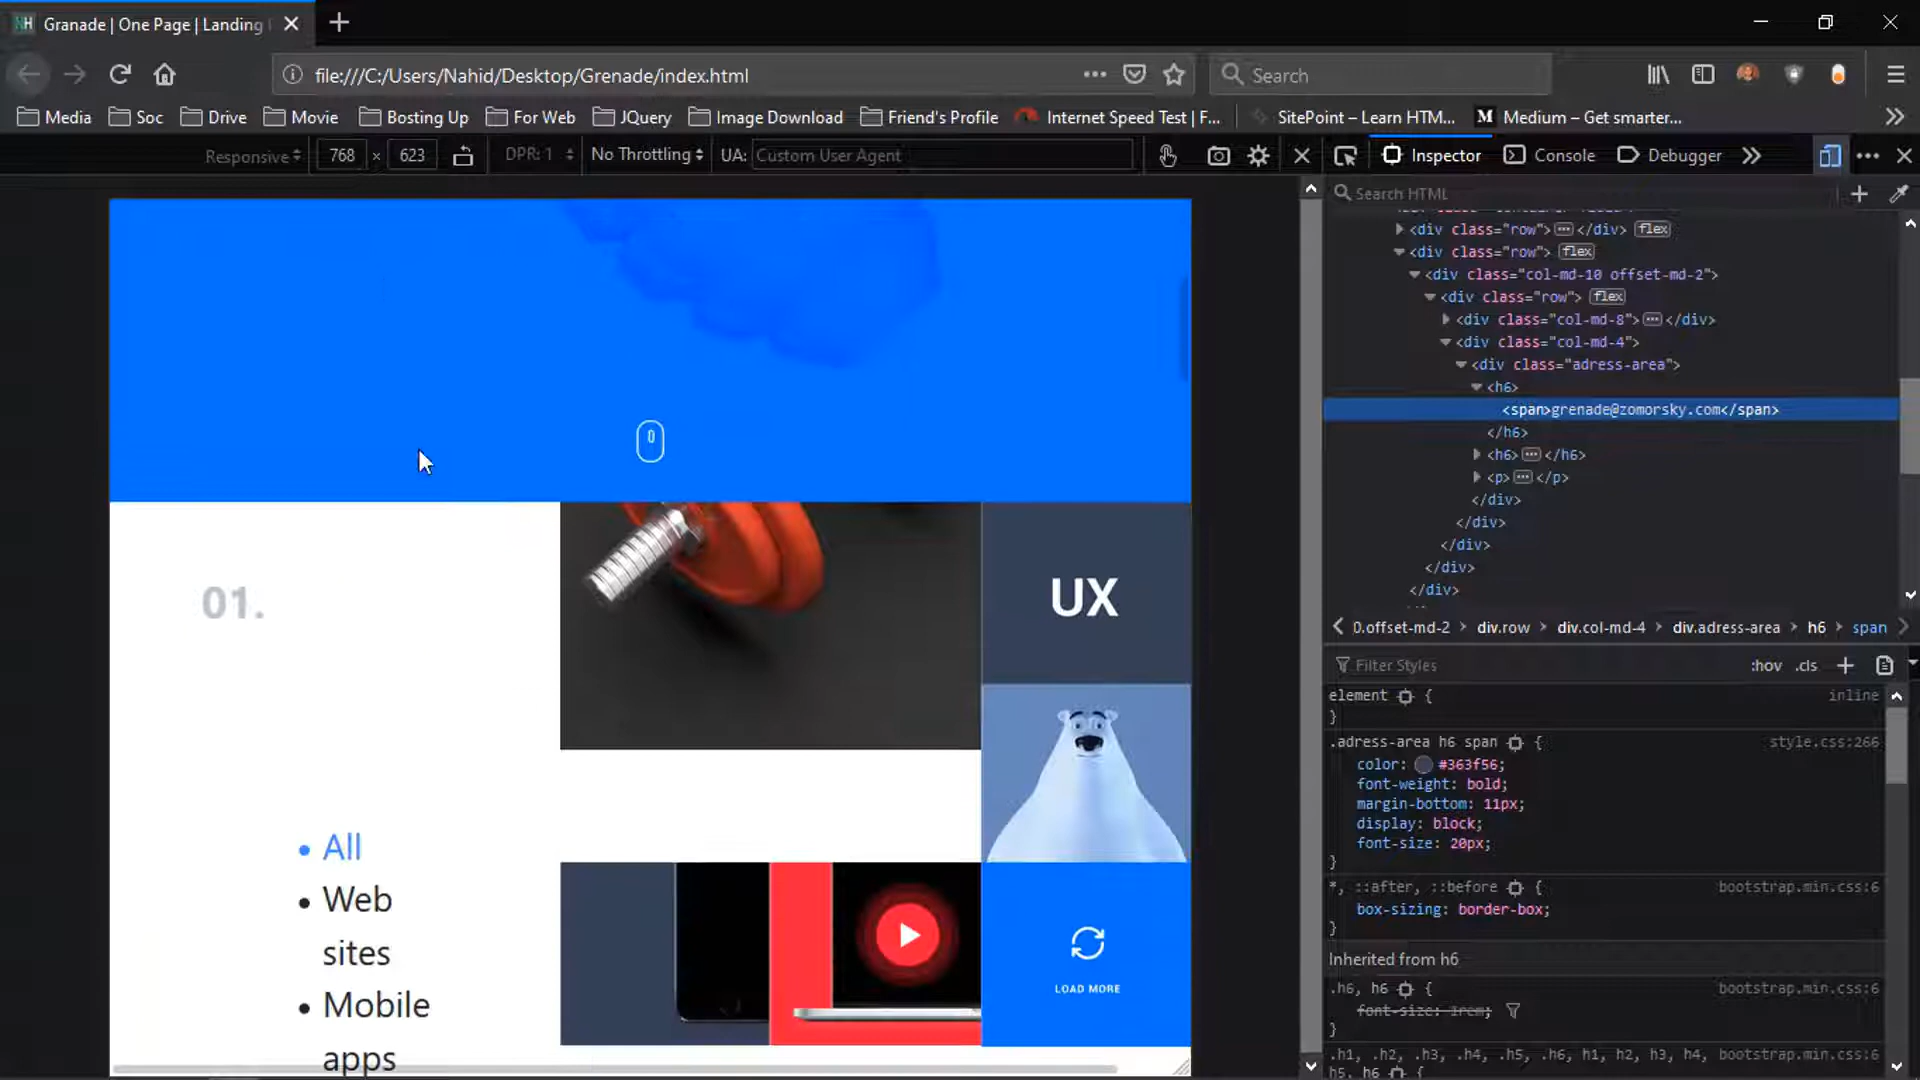 Granade | One Page | Landing
file:///C:/Users/Nahid/Desktop/Grenade/index.html
Search
Media
Soc
Drive
Movie
Bosting Up
For Web
JQuery
Image Download
Friend's Profile
Internet Speed Test | F...
SitePoint – Learn HTM...
M
Medium – Get smarter...
Responsive
768 × 623
DPR: 1
No Throttling
UA: Custom User Agent
Inspector
Console
Debugger
Search HTML
<div class="row"> </div> flex
<div class="row"> flex
<div class="col-md-10 offset-md-2">
<div class="row"> flex
<div class="col-md-8"> </div>
<div class="col-md-4">
<div class="adress-area">
<h6>
<span>grenade@zomorsky.com</span>
</h6>
<h6> </h6>
<p> </p>
</div>
</div>
</div>
</div>
</div>
0.offset-md-2 > div.row > div.col-md-4 > div.adress-area > h6 > span
Filter Styles
:hov .cls
element { inline
}
.adress-area h6 span { style.css:266
color: #363f56;
font-weight: bold;
margin-bottom: 11px;
display: block;
font-size: 20px;
}
*, ::after, ::before { bootstrap.min.css:6
box-sizing: border-box;
}
Inherited from h6
.h6, h6 { bootstrap.min.css:6
font-size: 1rem;
}
.h1, .h2, .h3, .h4, .h5, .h6, h1, h2, h3, h4, bootstrap.min.css:6
h5, h6 {
01.
UX
All
Web
sites
Mobile
apps
LOAD MORE